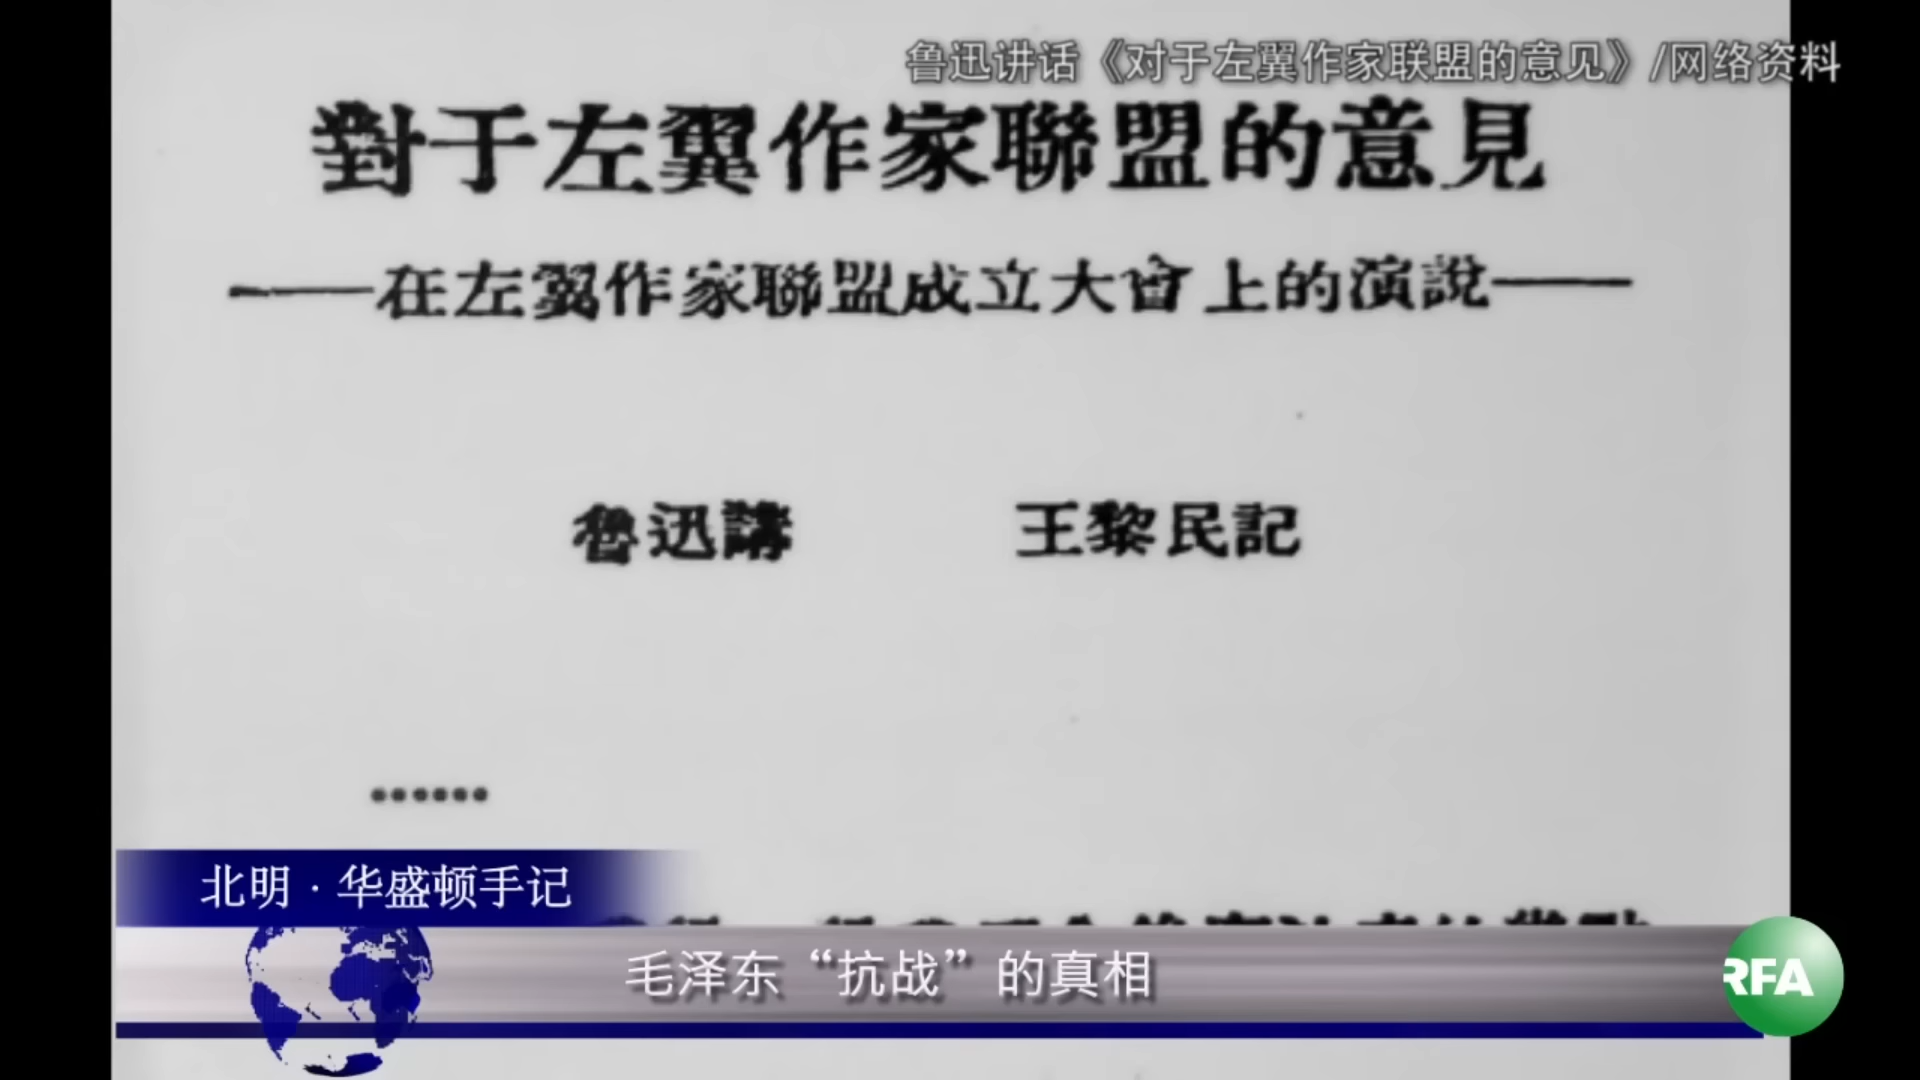 鲁迅讲话《对于左翼作家联盟的意见》/网络资料
對于左翼作家聯盟的意見
——在左翼作家聯盟成立大會上的演說——
魯迅講 王黎民記
……
北明·华盛顿手记
毛泽东“抗战”的真相
RFA